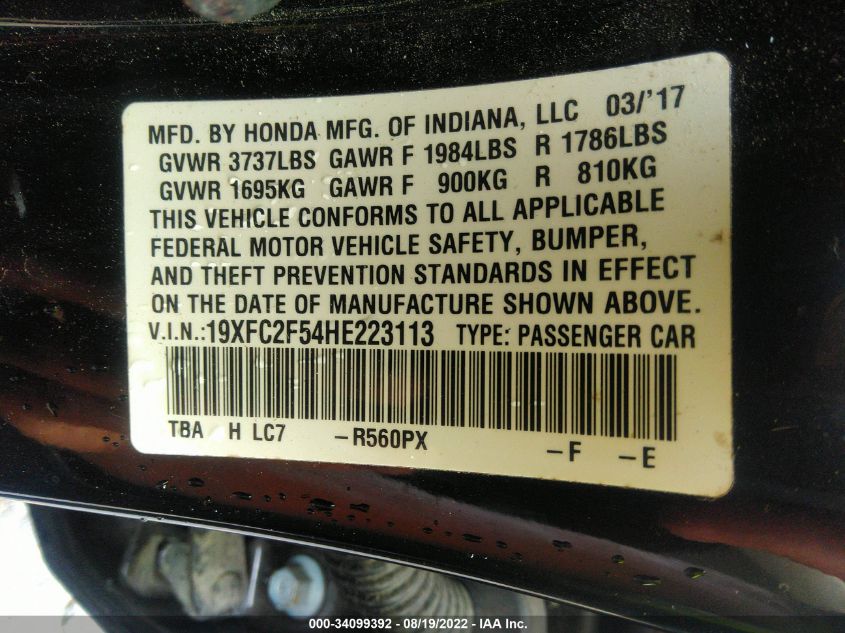 MFD. BY HONDA MFG. OF INDIANA, LLC 03/'17
GVWR 3737LBS GAWR F 1984LBS R 1786LBS
GVWR 1695KG GAWR F 900KG R 810KG
THIS VEHICLE CONFORMS TO ALL APPLICABLE
FEDERAL MOTOR VEHICLE SAFETY, BUMPER,
AND THEFT PREVENTION STANDARDS IN EFFECT
ON THE DATE OF MANUFACTURE SHOWN ABOVE.
V.I.N.:19XFC2F54HE223113 TYPE: PASSENGER CAR
TBA H LC7 -R560PX -F -E
000-34099392 - 08/19/2022 - IAA Inc.